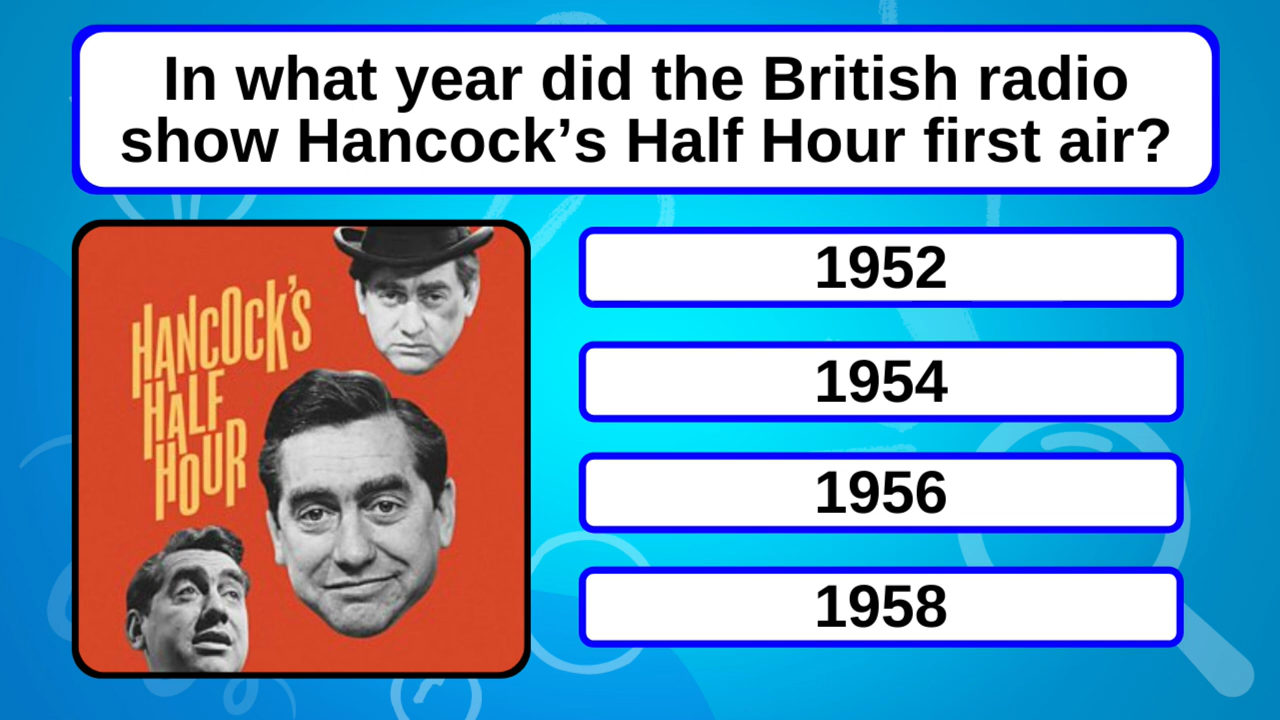 In what year did the British radio
show Hancock’s Half Hour first air?
HANCOCK'S
HALF
HOUR
1952
1954
1956
1958